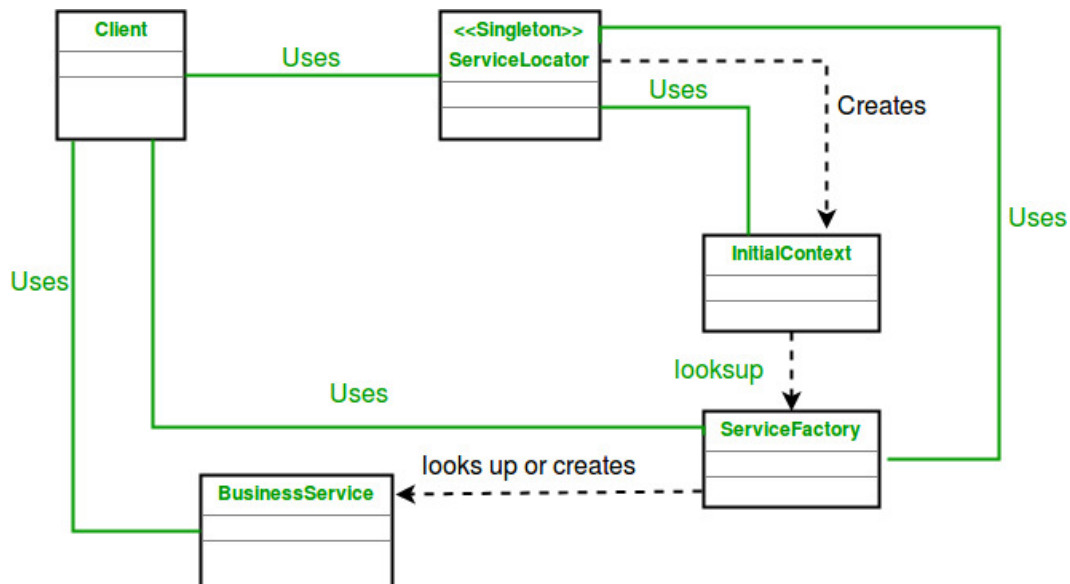 Client
Uses
<<Singleton>>
ServiceLocator
Uses
Creates
Uses
InitialContext
Uses
looksup
Uses
ServiceFactory
looks up or creates
BusinessService